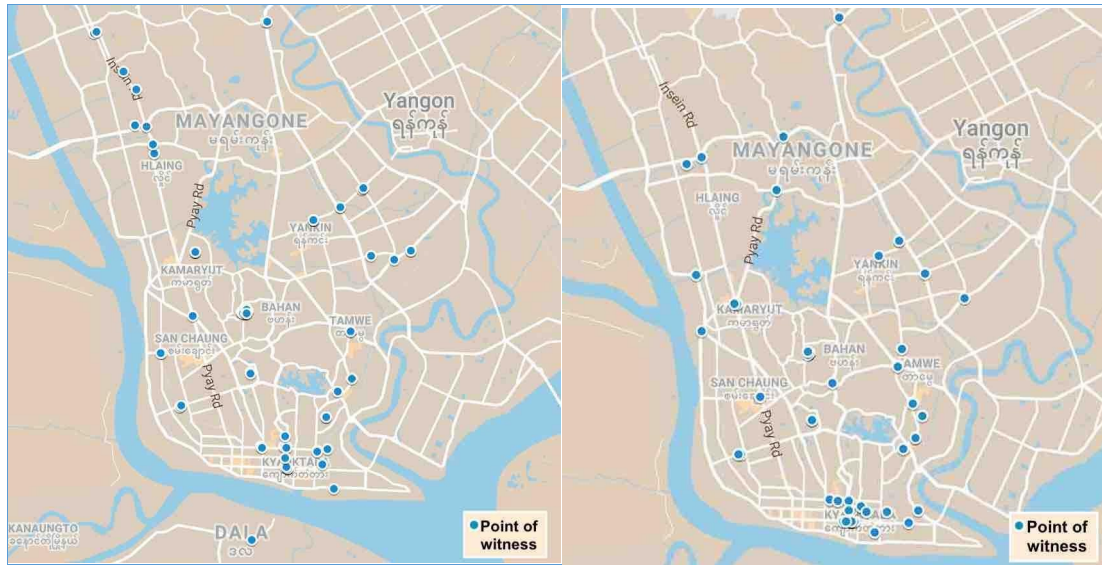 Insein Rd
MAYANGONE
မရမ်းကုန်း
Yangon
ရန်ကုန်
HLAING
လှိုင်
Pyay Rd
YANKIN
ရန်ကင်း
KAMARYUT
ကမာရွတ်
BAHAN
ဗဟန်း
TAMWE
တာမွေ
SAN CHAUNG
စမ်းချောင်း
Pyay Rd
ကျောက်တံတား
KANAUNGTO
DALA
ဒလ
Point of
witness
Insein Rd
MAYANGONE
မရမ်းကုန်း
Yangon
ရန်ကုန်
HLAING
လှိုင်
Pyay Rd
YANKIN
ရန်ကင်း
KAMARYUT
ကမာရွတ်
BAHAN
ဗဟန်း
TAMWE
တာမွေ
SAN CHAUNG
စမ်းချောင်း
Pyay Rd
ကျောက်တံတား
Point of
witness